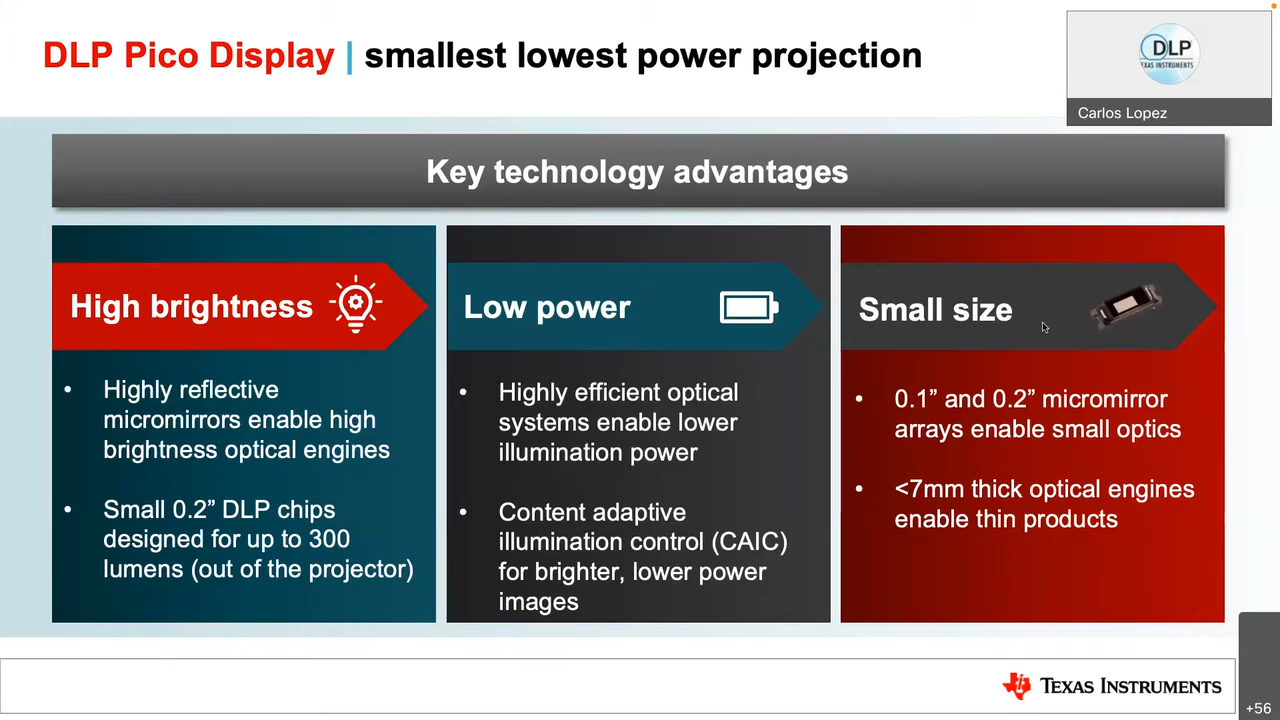 DLP Pico Display | smallest lowest power projection
DLP
TEXAS INSTRUMENTS
Carlos Lopez
Key technology advantages
High brightness
• Highly reflective
micromirrors enable high
brightness optical engines
• Small 0.2” DLP chips
designed for up to 300
lumens (out of the projector)
Low power
• Highly efficient optical
systems enable lower
illumination power
• Content adaptive
illumination control (CAIC)
for brighter, lower power
images
Small size
• 0.1” and 0.2” micromirror
arrays enable small optics
• <7mm thick optical engines
enable thin products
TEXAS INSTRUMENTS
+56